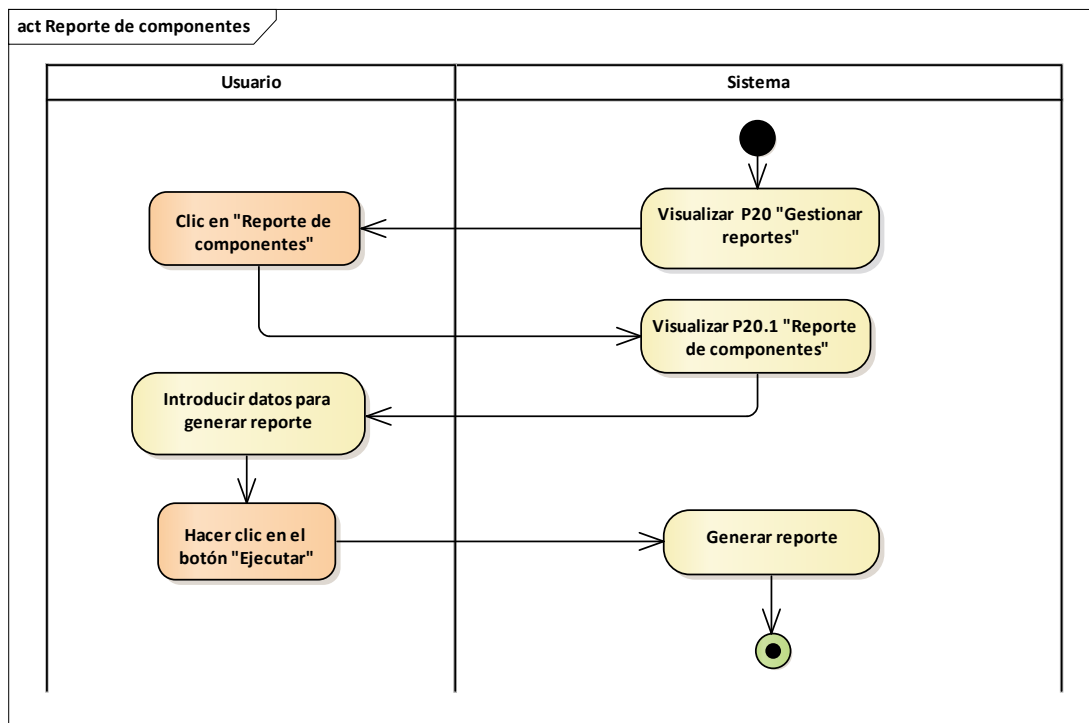 act Reporte de componentes
Usuario
Sistema
Visualizar P20 "Gestionar
reportes"
Clic en "Reporte de
componentes"
Visualizar P20.1 "Reporte
de componentes"
Introducir datos para
generar reporte
Hacer clic en el
botón "Ejecutar"
Generar reporte